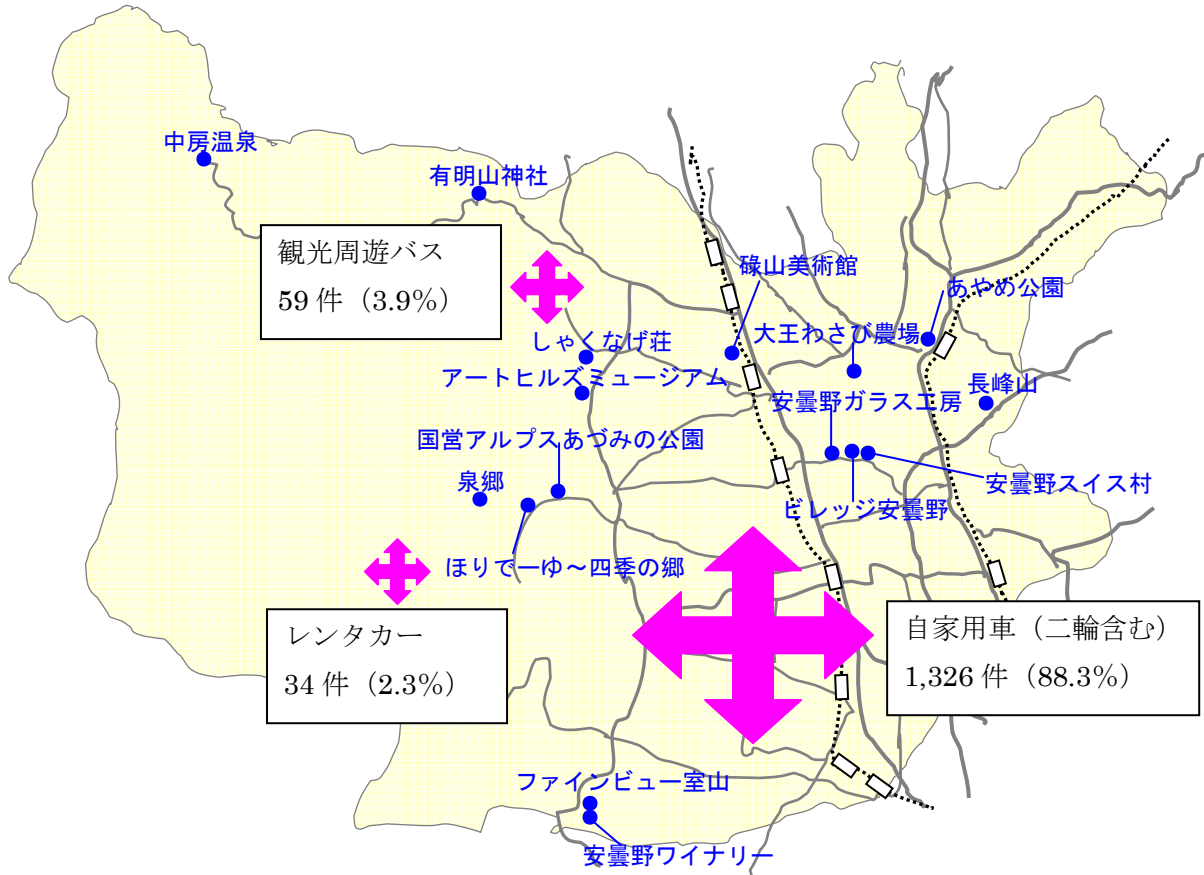 中房温泉
有明山神社
観光周遊バス
59 件（3.9%）
碌山美術館
あやめ公園
大王わさび農場
しゃくなげ荘
アートヒルズミュージアム
長峰山
安曇野ガラス工房
国営アルプスあづみの公園
泉郷
安曇野スイス村
ビレッジ安曇野
ほりでーゆ～四季の郷
レンタカー
34 件（2.3%）
自家用車（二輪含む）
1,326 件（88.3%）
ファインビュー室山
安曇野ワイナリー